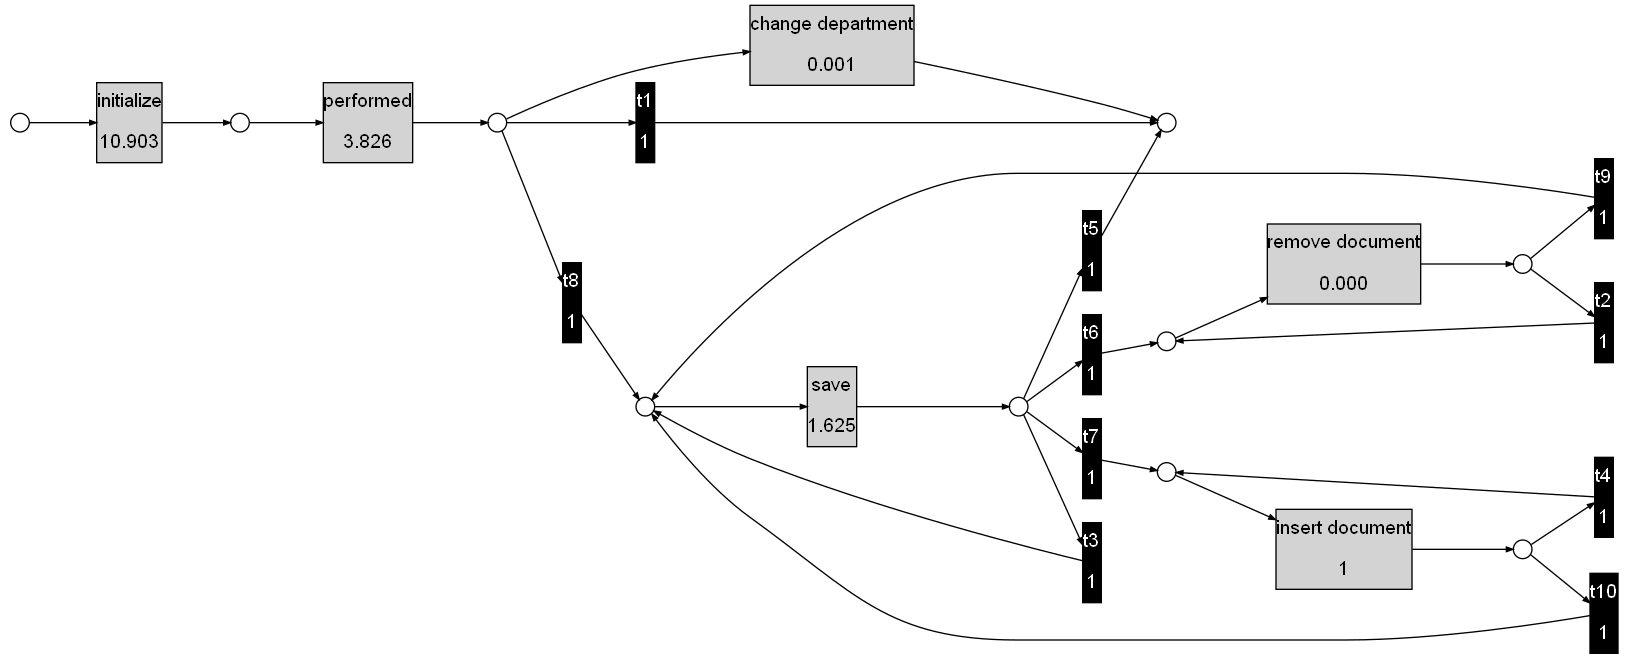 change department
0.001
initialize
10.903
performed
3.826
t1
1
t9
1
t5
1
remove document
0.000
t8
1
t2
1
t6
1
save
1.625
t7
1
t4
1
insert document
1
t3
1
t10
1